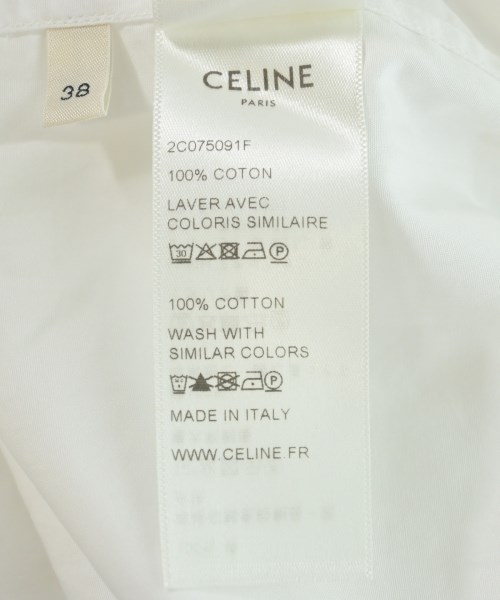 38
CELINE
PARIS
2C075091F
100% COTON
LAVER AVEC
COLORIS SIMILAIRE
30 P
100% COTTON
WASH WITH
SIMILAR COLORS
P
MADE IN ITALY
WWW.CELINE.FR